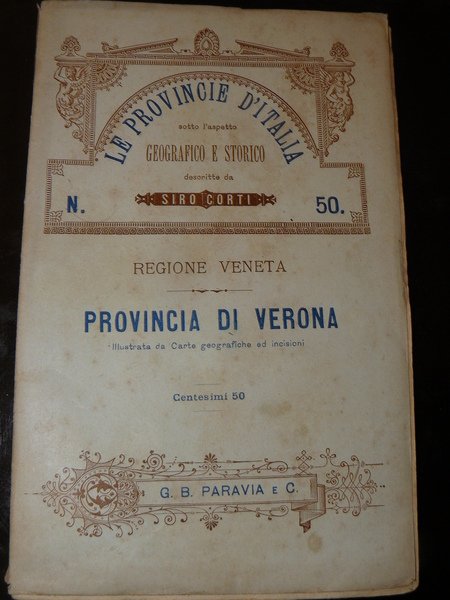 LE PROVINCIE D'ITALIA
sotto l'aspetto
GEOGRAFICO E STORICO
descritte da
SIRO CORTI
N. 50.
REGIONE VENETA
PROVINCIA DI VERONA
Illustrata da Carte geografiche ed incisioni
Centesimi 50
G. B. PARAVIA E C.